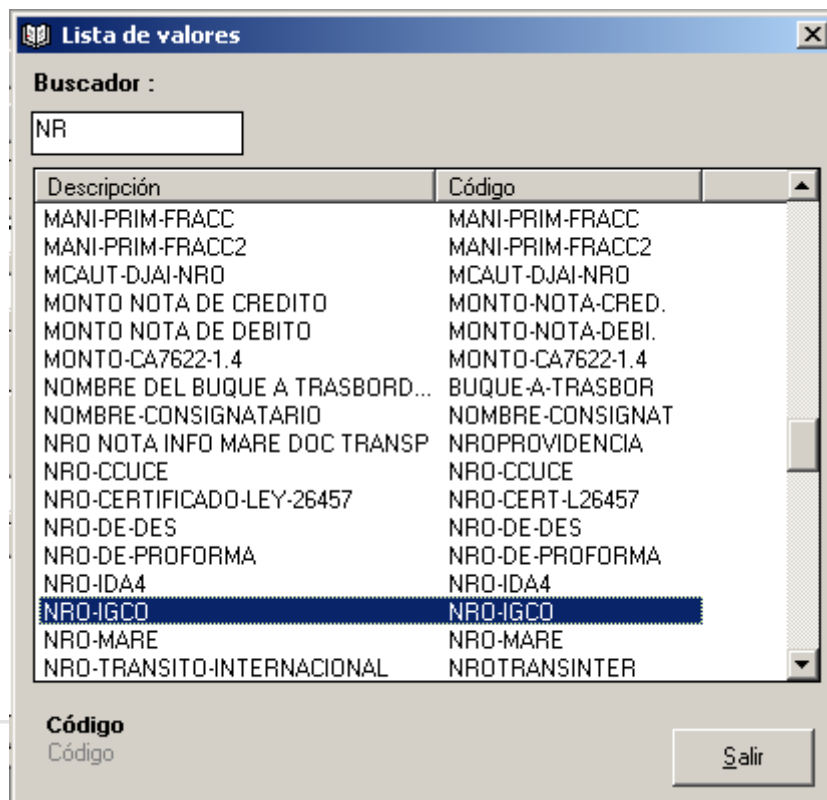 Lista de valores
Buscador :
NR
Descripción Código
MANI-PRIM-FRACC MANI-PRIM-FRACC
MANI-PRIM-FRACC2 MANI-PRIM-FRACC2
MCAUT-DJAI-NRO MCAUT-DJAI-NRO
MONTO NOTA DE CREDITO MONTO-NOTA-CRED.
MONTO NOTA DE DEBITO MONTO-NOTA-DEBI.
MONTO-CA7622-1.4 MONTO-CA7622-1.4
NOMBRE DEL BUQUE A TRASBORD... BUQUE-A-TRASBOR
NOMBRE-CONSIGNATARIO NOMBRE-CONSIGNAT
NRO NOTA INFO MARE DOC TRANSP NROPROVIDENCIA
NRO-CCUCE NRO-CCUCE
NRO-CERTIFICADO-LEY-26457 NRO-CERT-L26457
NRO-DE-DES NRO-DE-DES
NRO-DE-PROFORMA NRO-DE-PROFORMA
NRO-IDA4 NRO-IDA4
NRO-IGCO NRO-IGCO
NRO-MARE NRO-MARE
NRO-TRANSITO-INTERNACIONAL NROTRANSINTER
Código
Código
Salir